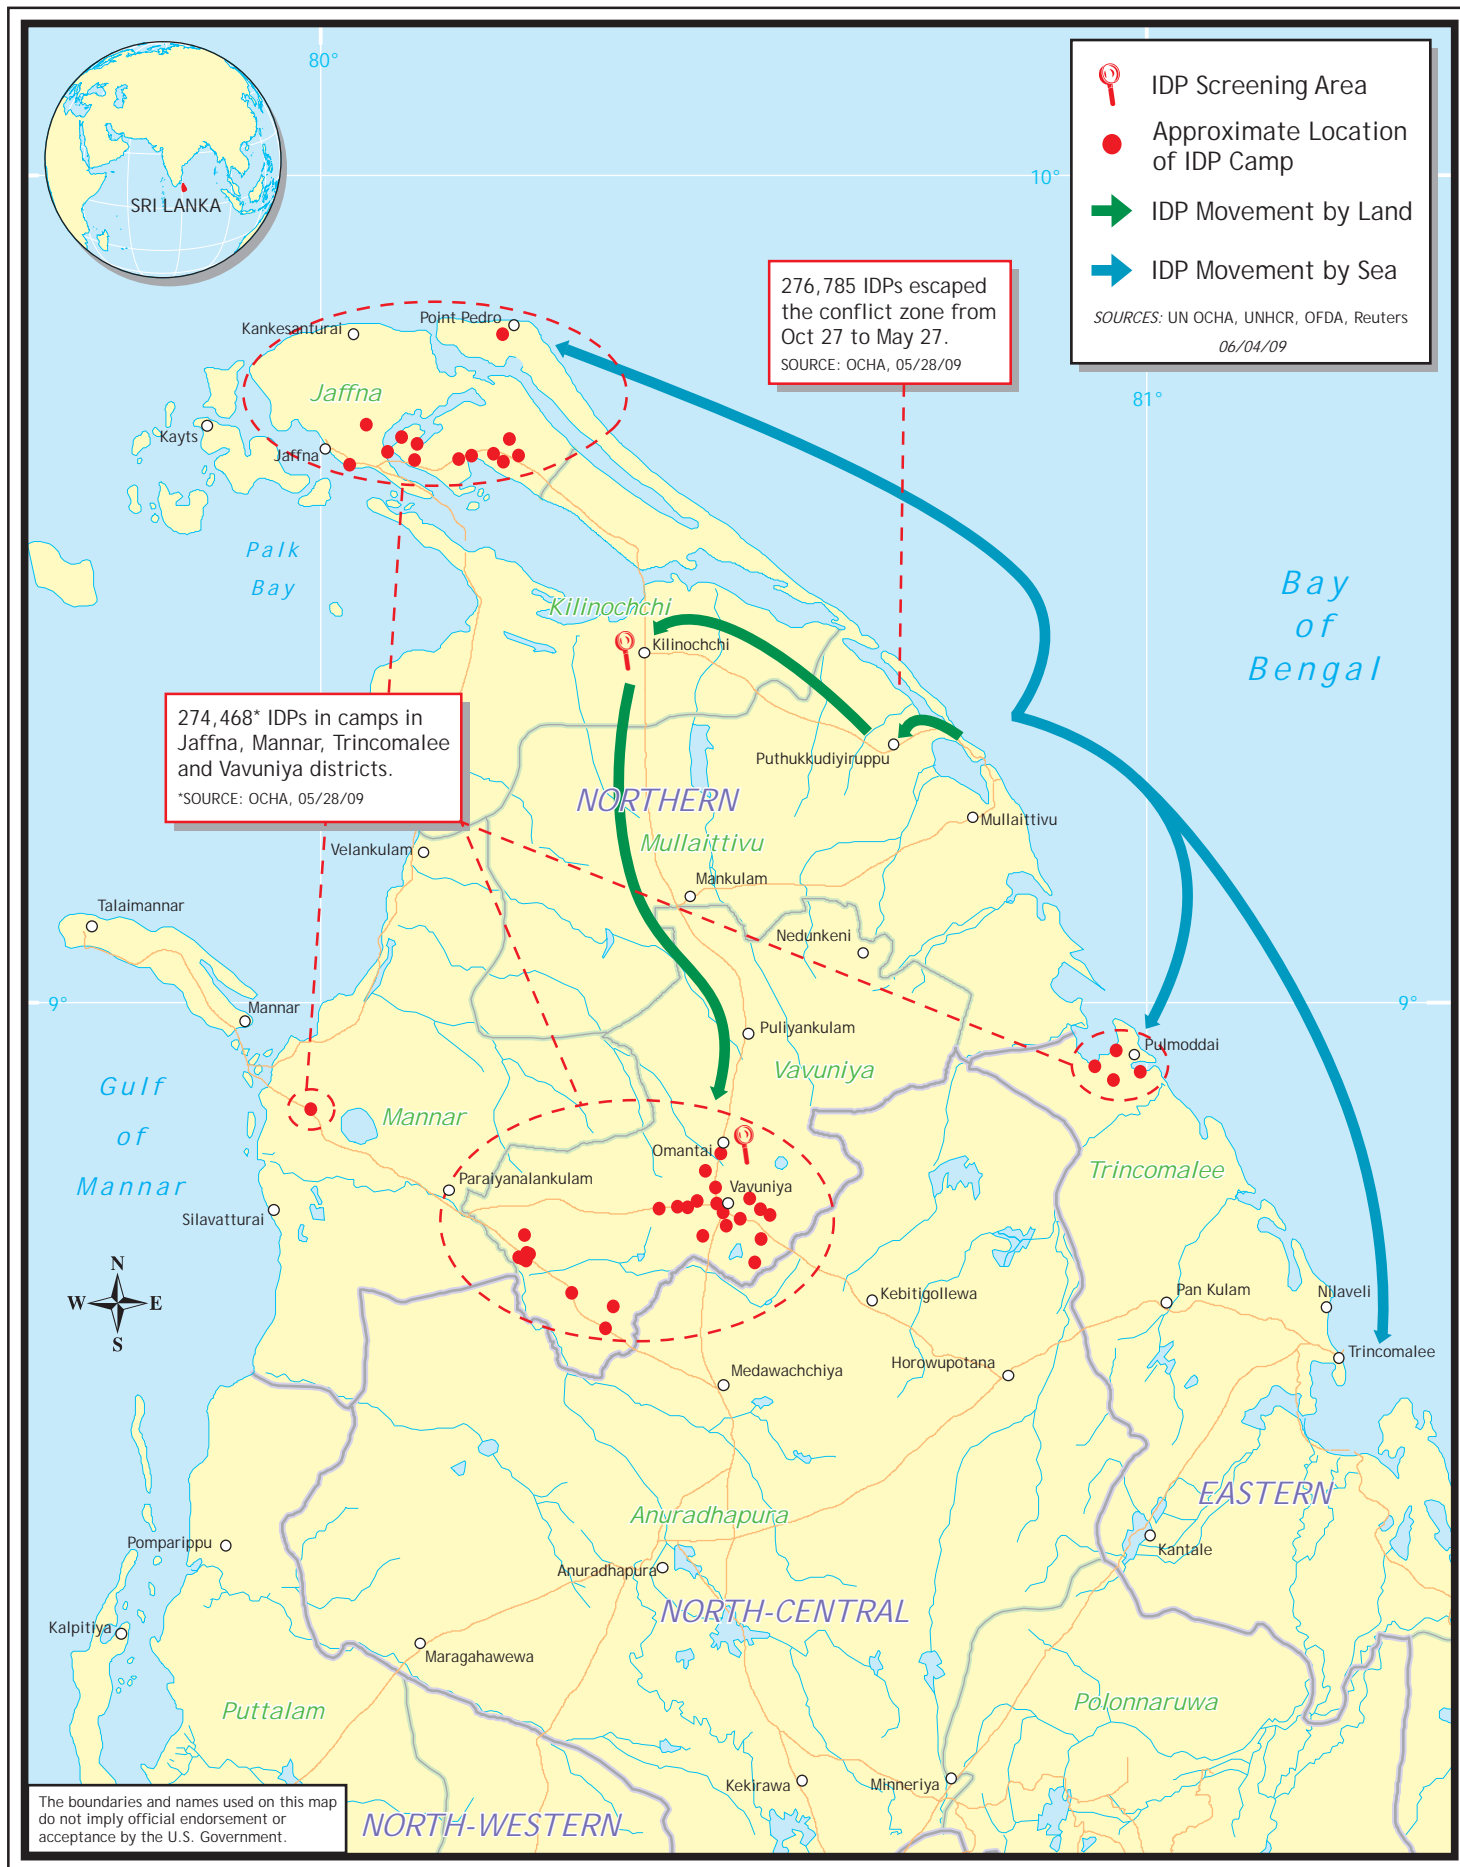 80°
SRI LANKA
IDP Screening Area
Approximate Location
of IDP Camp
IDP Movement by Land
IDP Movement by Sea
SOURCES: UN OCHA, UNHCR, OFDA, Reuters
06/04/09
10°
276,785 IDPs escaped
the conflict zone from
Oct 27 to May 27.
SOURCE: OCHA, 05/28/09
81°
Point Pedro
Kankesanturai
Jaffna
Kayts
Jaffna
Palk
Bay
Bay
of
Bengal
Kilinochchi
Kilinochchi
274,468* IDPs in camps in
Jaffna, Mannar, Trincomalee
and Vavuniya districts.
*SOURCE: OCHA, 05/28/09
Puthukkudiyiruppu
NORTHERN
Mullaittivu
Mullaittivu
Velankulam
Mankulam
Talaimannar
Nedunkeni
9°
9°
Mannar
Puliyankulam
Pulmoddai
Vavuniya
Gulf
of
Mannar
Mannar
Omantai
Trincomalee
Paraiyanalankulam
Vavuniya
Silavatturai
N
W E
S
Kebitigollewa
Pan Kulam
Nilaveli
Trincomalee
Horowupotana
Medawachchiya
EASTERN
Anuradhapura
Pomparippu
Kantale
Anuradhapura
NORTH-CENTRAL
Kalpitiya
Maragahawewa
Puttalam
Polonnaruwa
Kekirawa
Minneriya
The boundaries and names used on this map
do not imply official endorsement or
acceptance by the U.S. Government.
NORTH-WESTERN